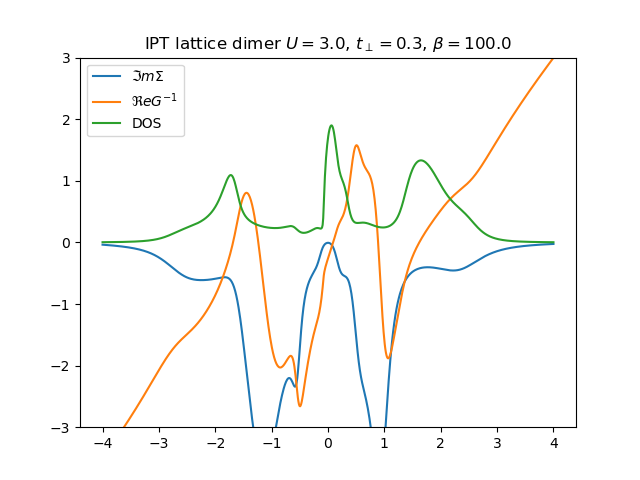 IPT lattice dimer U = 3.0, t⊥ = 0.3, β = 100.0
ℑmΣ
ℜeG⁻¹
DOS
3
2
1
0
−1
−2
−3
−4 −3 −2 −1 0 1 2 3 4